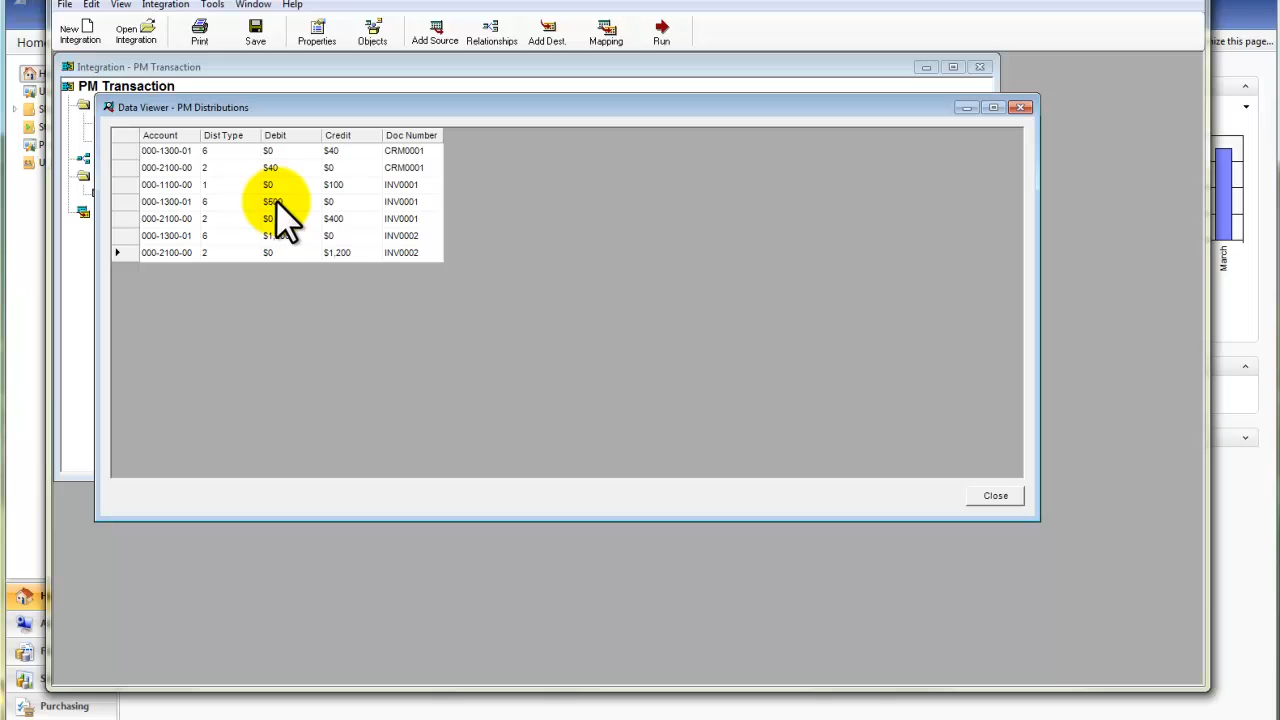 File Edit View Integration Tools Window Help
New Integration Open Integration Print Save Properties Objects Add Source Relationships Add Dest. Mapping Run
Integration - PM Transaction
PM Transaction
Data Viewer - PM Distributions
Account Dist Type Debit Credit Doc Number
000-1300-01 6 $0 $40 CRM0001
000-2100-00 2 $40 $0 CRM0001
000-1100-00 1 $0 $100 INV0001
000-1300-01 6 $500 $0 INV0001
000-2100-00 2 $0 $400 INV0001
000-1300-01 6 $0 INV0002
000-2100-00 2 $0 $1,200 INV0002
Close
ize this page...
March
Purchasing